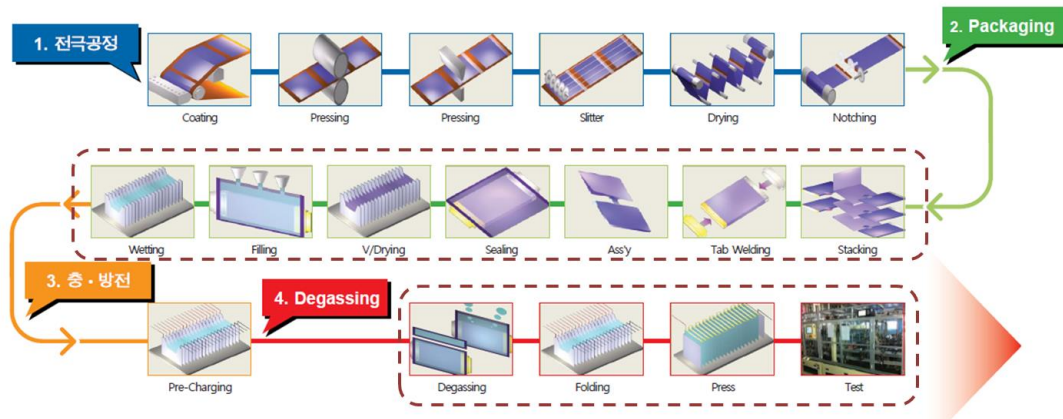 1. 전극공정
2. Packaging
Coating
Pressing
Pressing
Slitter
Drying
Notching
Wetting
Filling
V/Drying
Sealing
Ass'y
Tab Welding
Stacking
3. 충 · 방전
4. Degassing
Pre-Charging
Degassing
Folding
Press
Test